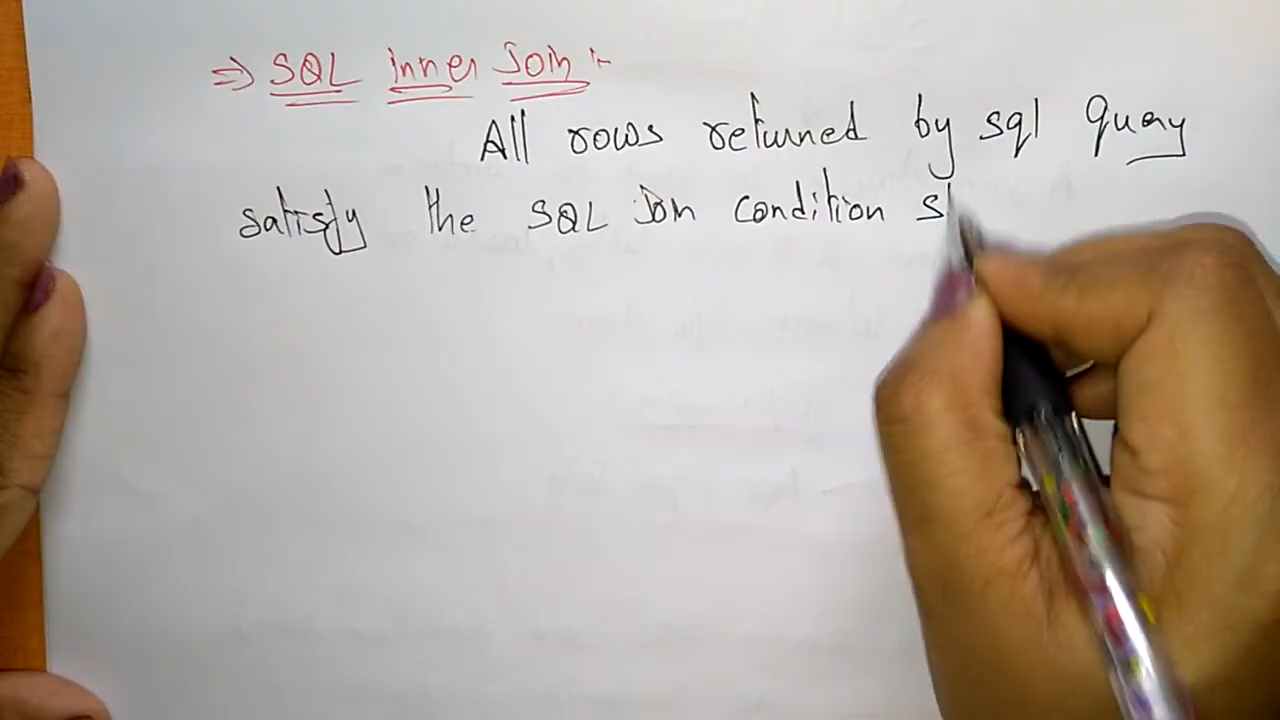 ⇒ SQL inner Join :-
All rows returned by sql query
satisfy the SQL Join condition s